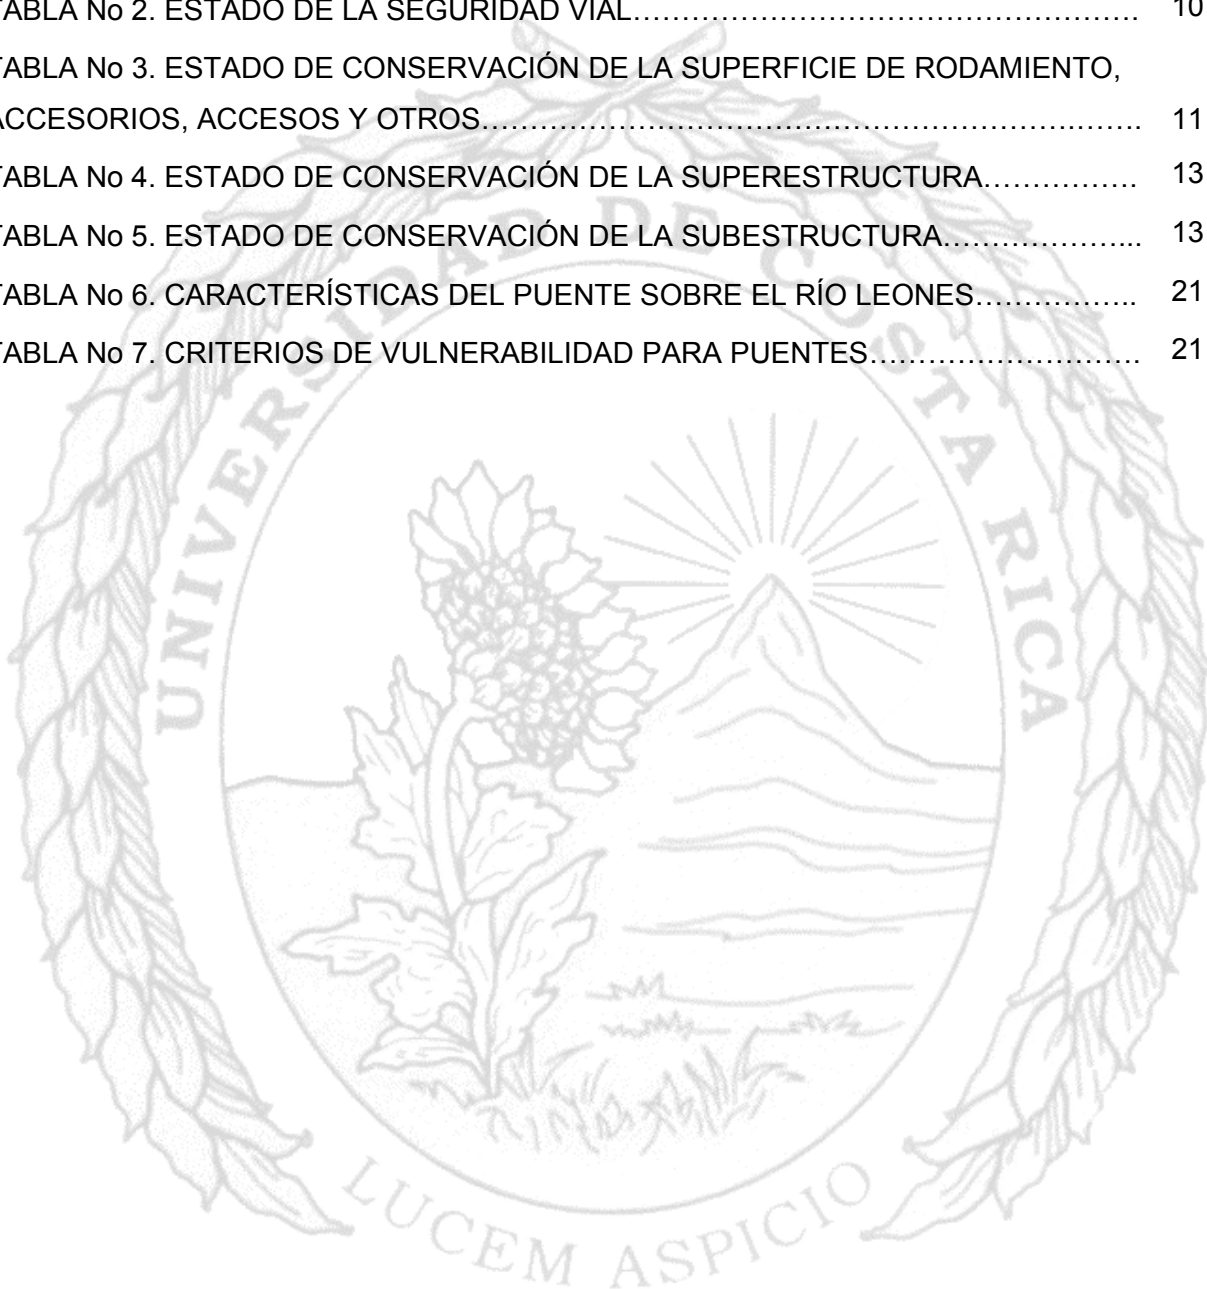 TABLA No 2. ESTADO DE LA SEGURIDAD VIAL……………………………………………. 10
TABLA No 3. ESTADO DE CONSERVACIÓN DE LA SUPERFICIE DE RODAMIENTO,
ACCESORIOS, ACCESOS Y OTROS…………………………………………………………. 11
TABLA No 4. ESTADO DE CONSERVACIÓN DE LA SUPERESTRUCTURA……………. 13
TABLA No 5. ESTADO DE CONSERVACIÓN DE LA SUBESTRUCTURA………………... 13
TABLA No 6. CARACTERÍSTICAS DEL PUENTE SOBRE EL RÍO LEONES…………….. 21
TABLA No 7. CRITERIOS DE VULNERABILIDAD PARA PUENTES………………………. 21
UNIVERSIDAD DE COSTA RICA
LUCEM ASPICIO